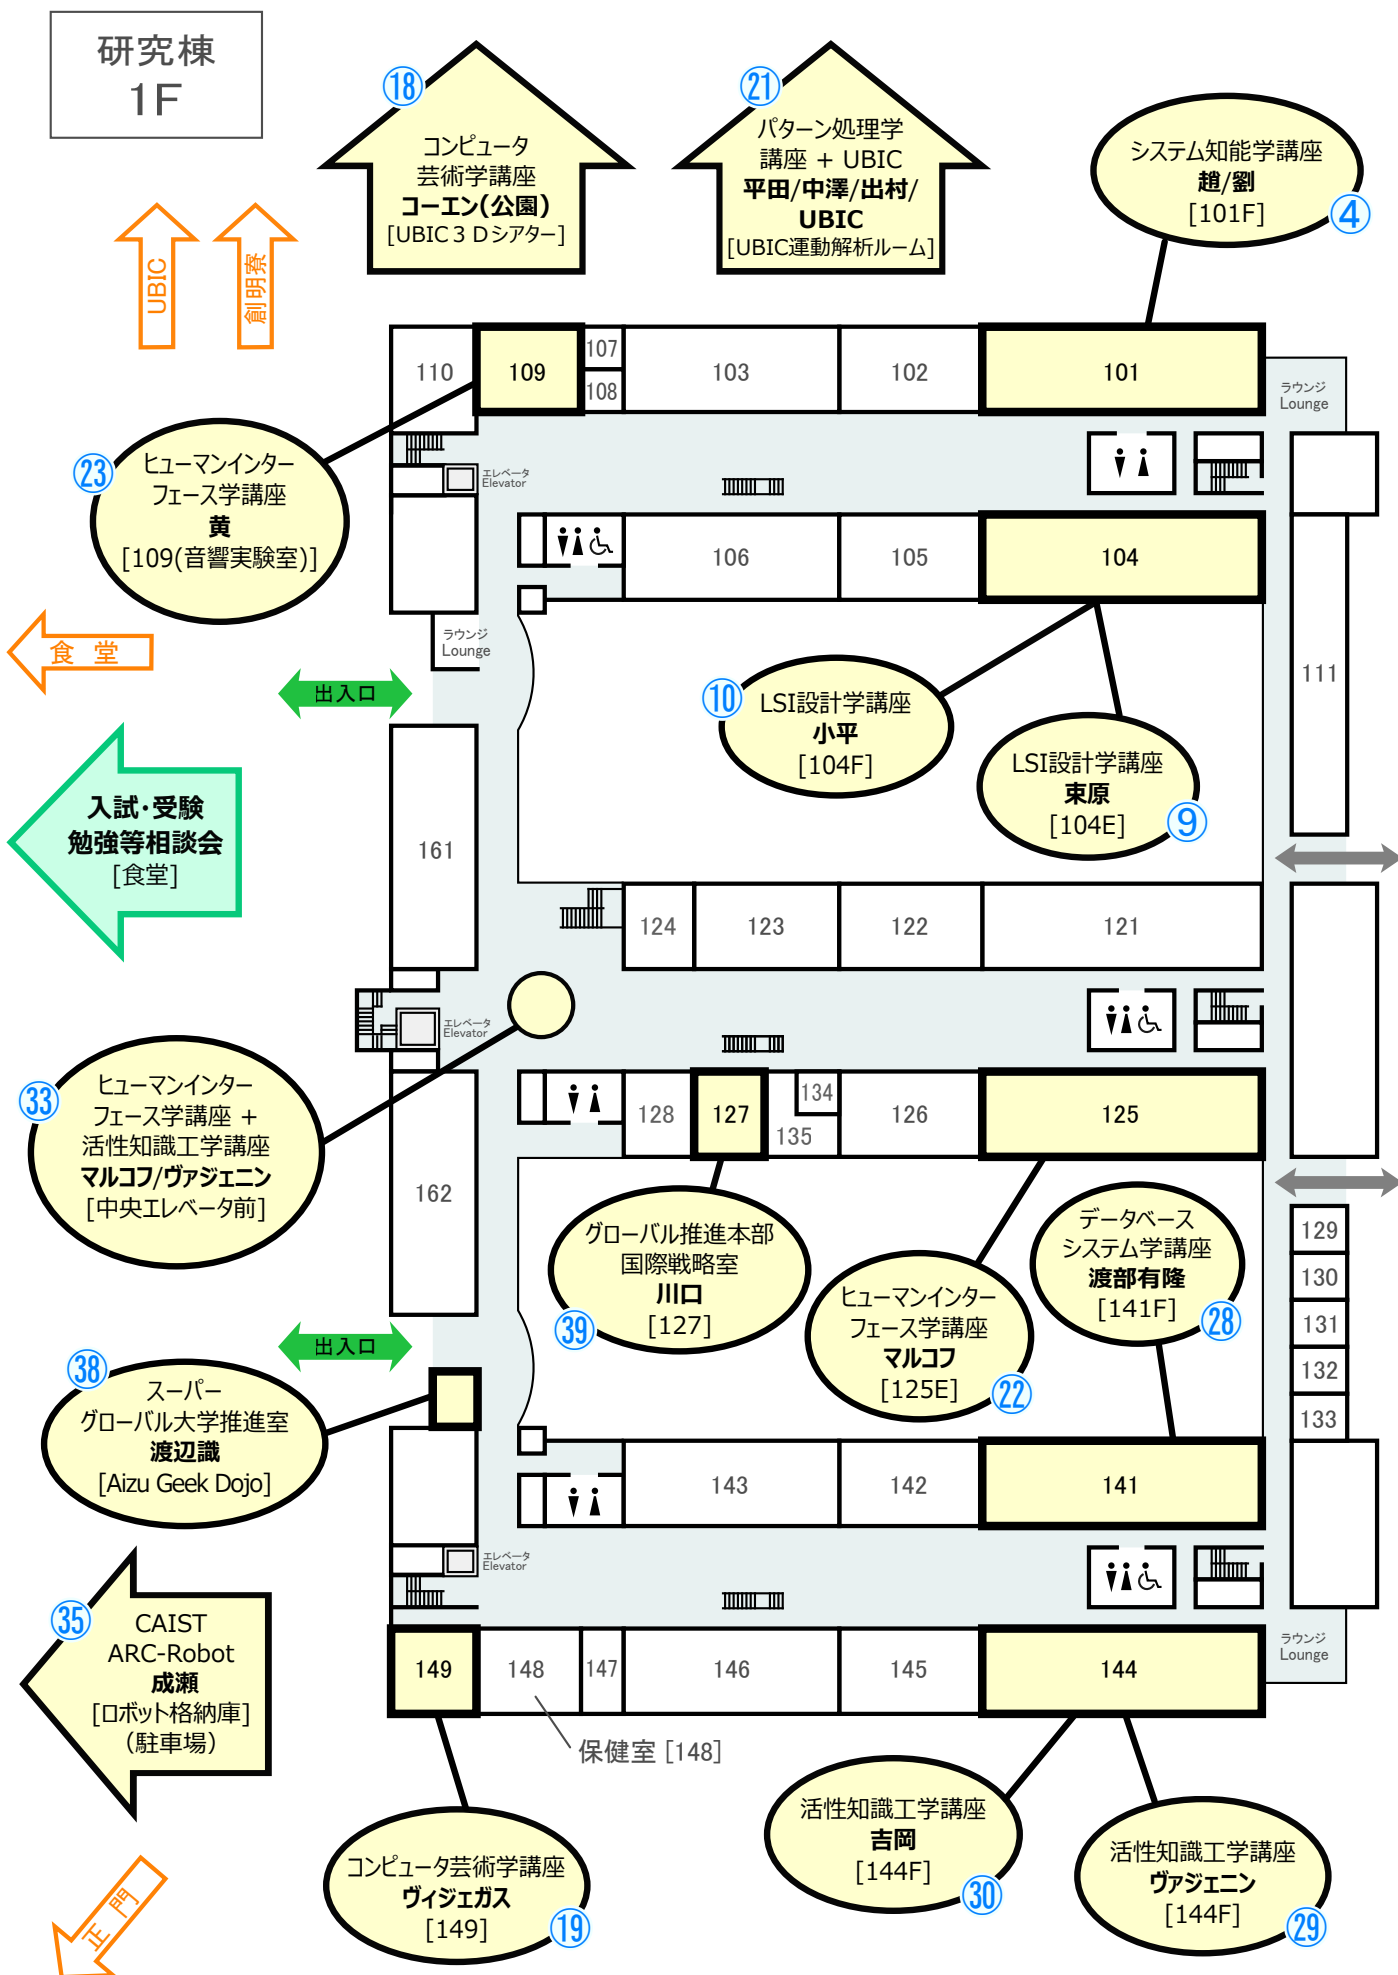 研究棟
1F
⑱
コンピュータ
芸術学講座
コーエン(公園)
[UBIC３Ｄシアター]
㉑
パターン処理学
講座 + UBIC
平田/中澤/出村/
UBIC
[UBIC運動解析ルーム]
システム知能学講座
趙/劉
[101F]
④
UBIC
創明寮
110
109
107
108
103
102
101
ラウンジ
Lounge
㉓
ヒューマンインター
フェース学講座
黄
[109(音響実験室)]
エレベータ
Elevator
106
105
104
111
食 堂
ラウンジ
Lounge
出入口
⑩
LSI設計学講座
小平
[104F]
LSI設計学講座
束原
[104E]
⑨
入試・受験
勉強等相談会
[食堂]
161
124
123
122
121
エレベータ
Elevator
㉝
ヒューマンインター
フェース学講座 +
活性知識工学講座
マルコフ/ヴァジェニン
[中央エレベータ前]
128
127
134
135
126
125
162
グローバル推進本部
国際戦略室
川口
[127]
㊴
ヒューマンインター
フェース学講座
マルコフ
[125E]
㉒
データベース
システム学講座
渡部有隆
[141F]
㉘
129
130
131
132
133
出入口
㊳
スーパー
グローバル大学推進室
渡辺識
[Aizu Geek Dojo]
143
142
141
エレベータ
Elevator
㉟
CAIST
ARC-Robot
成瀬
[ロボット格納庫]
(駐車場)
149
148
147
146
145
144
ラウンジ
Lounge
保健室 [148]
正 門
コンピュータ芸術学講座
ヴィジェガス
[149]
⑲
活性知識工学講座
吉岡
[144F]
㉚
活性知識工学講座
ヴァジェニン
[144F]
㉙